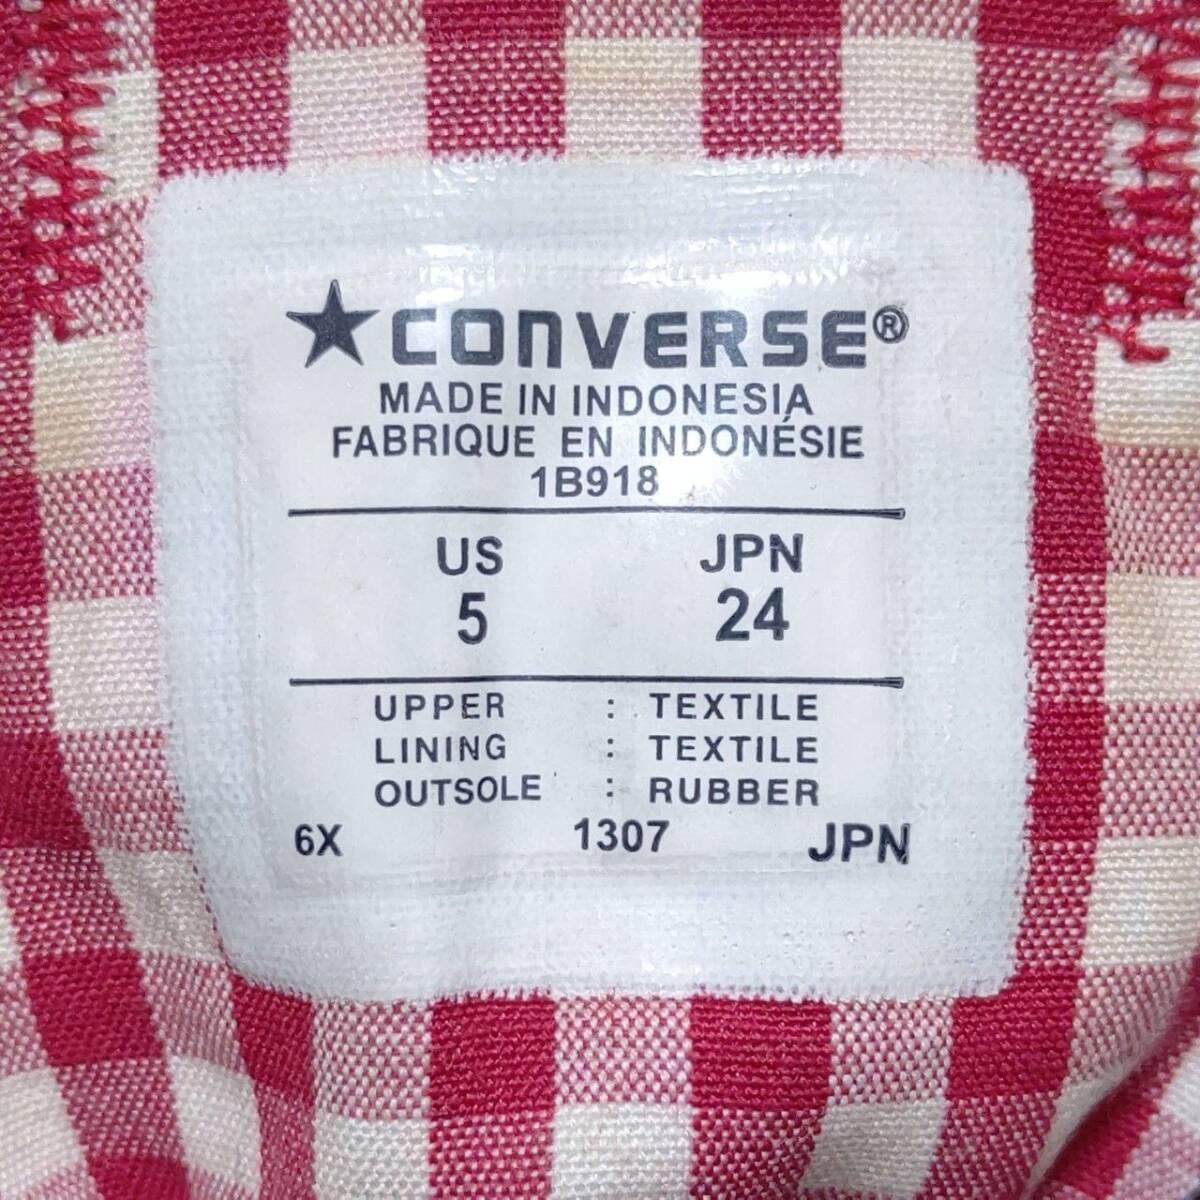 ★CONVERSE®
MADE IN INDONESIA
FABRIQUE EN INDONÉSIE
1B918
US JPN
5 24
UPPER : TEXTILE
LINING : TEXTILE
OUTSOLE : RUBBER
6X 1307 JPN